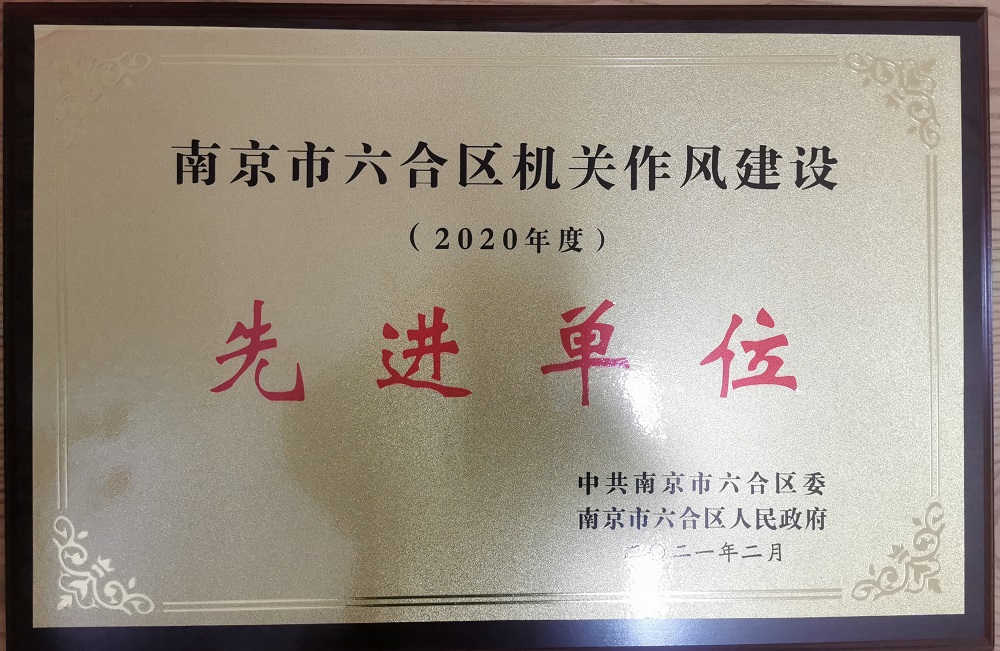 南京市六合区机关作风建设
（2020年度）
先进单位
中共南京市六合区委
南京市六合区人民政府
二〇二一年二月